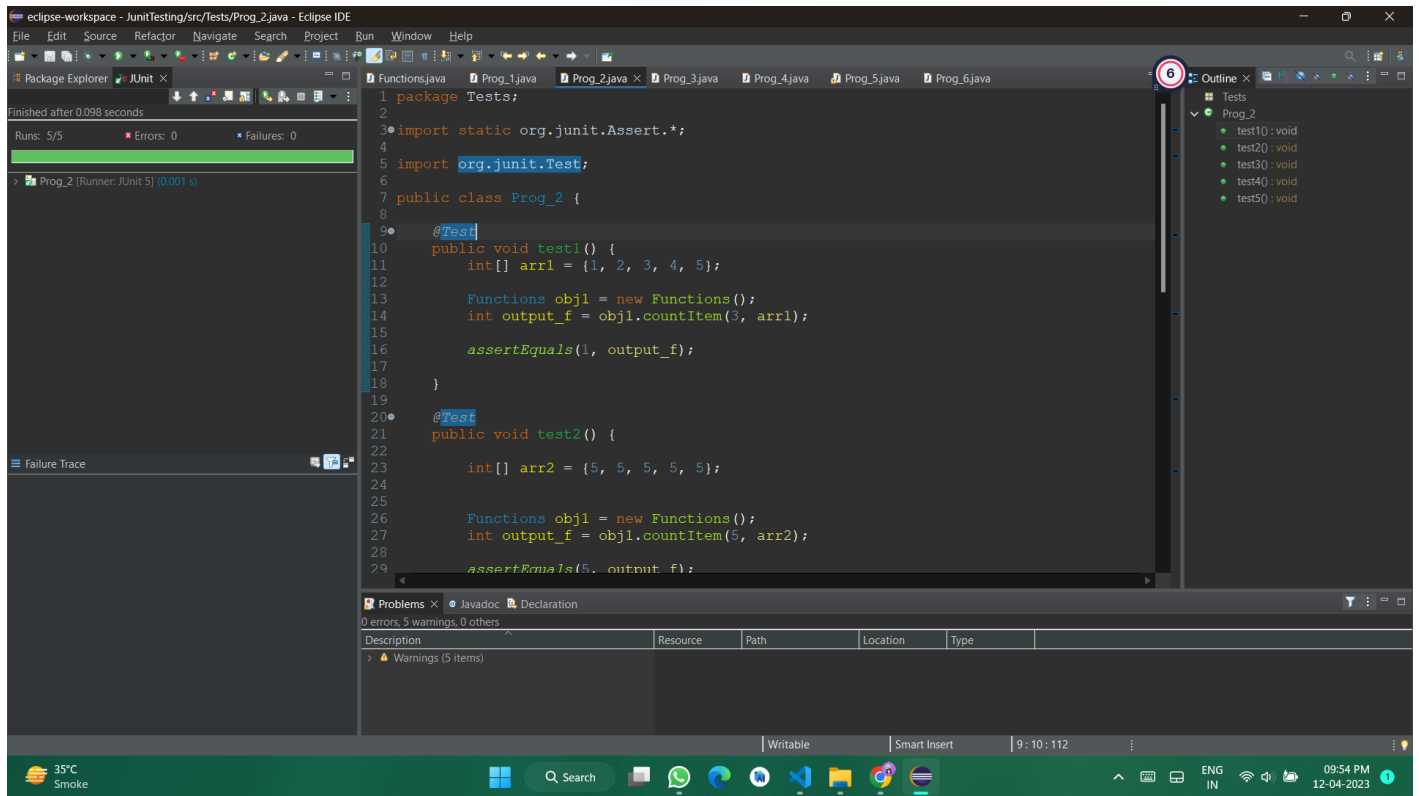 eclipse-workspace - JunitTesting/src/Tests/Prog_2.java - Eclipse IDE
File Edit Source Refactor Navigate Search Project Run Window Help
Package Explorer JUnit
Finished after 0.098 seconds
Runs: 5/5 Errors: 0 Failures: 0
Prog_2 [Runner: JUnit 5] (0.001 s)
Failure Trace
Functions.java Prog_1.java Prog_2.java Prog_3.java Prog_4.java Prog_5.java Prog_6.java
1 package Tests;
2
3 import static org.junit.Assert.*;
4
5 import org.junit.Test;
6
7 public class Prog_2 {
8
9 @Test
10 public void test1() {
11 int[] arr1 = {1, 2, 3, 4, 5};
12
13 Functions obj1 = new Functions();
14 int output_f = obj1.countItem(3, arr1);
15
16 assertEquals(1, output_f);
17
18 }
19
20 @Test
21 public void test2() {
22
23 int[] arr2 = {5, 5, 5, 5, 5};
24
25
26 Functions obj1 = new Functions();
27 int output_f = obj1.countItem(5, arr2);
28
29 assertEquals(5, output_f);
6
Outline
Tests
Prog_2
test1() : void
test2() : void
test3() : void
test4() : void
test5() : void
Problems Javadoc Declaration
0 errors, 5 warnings, 0 others
Description Resource Path Location Type
Warnings (5 items)
Writable Smart Insert 9 : 10 : 112
35°C
Smoke
Search
ENG
IN
09:54 PM
12-04-2023
1